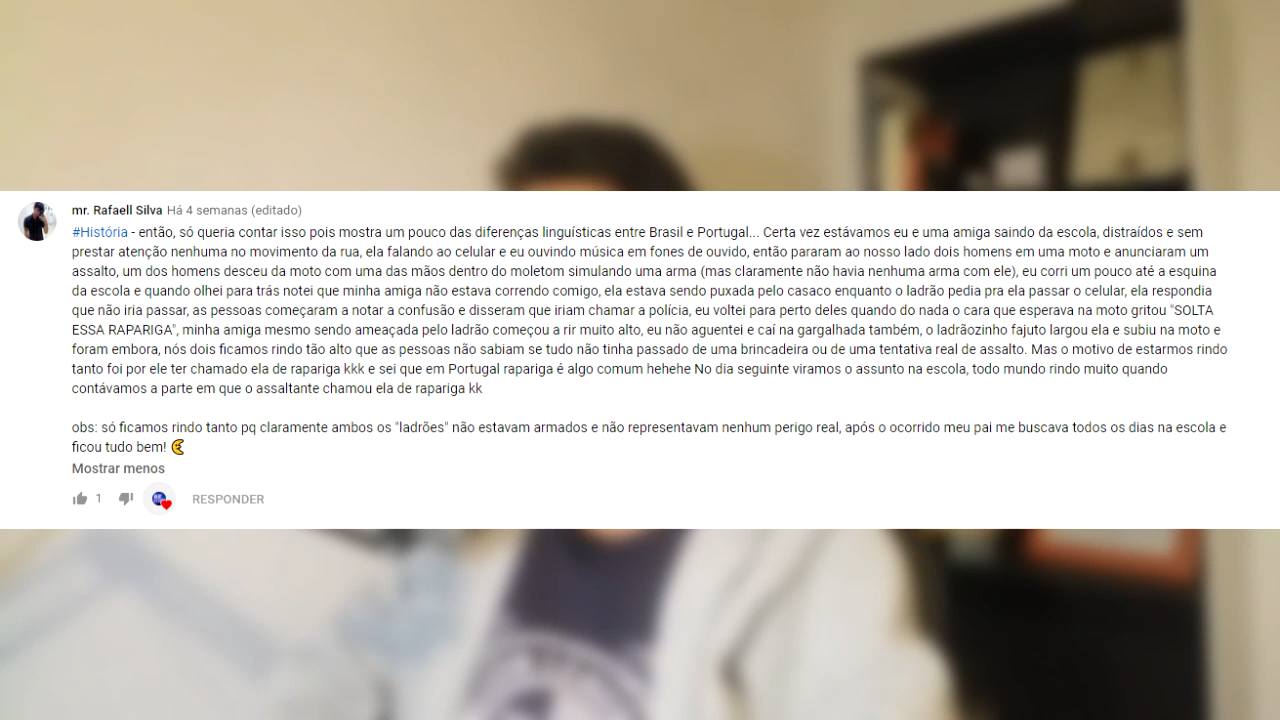 mr. Rafaell Silva Há 4 semanas (editado)
#História - então, só queria contar isso pois mostra um pouco das diferenças linguísticas entre Brasil e Portugal... Certa vez estávamos eu e uma amiga saindo da escola, distraídos e sem
prestar atenção nenhuma no movimento da rua, ela falando ao celular e eu ouvindo música em fones de ouvido, então pararam ao nosso lado dois homens em uma moto e anunciaram um
assalto, um dos homens desceu da moto com uma das mãos dentro do moletom simulando uma arma (mas claramente não havia nenhuma arma com ele), eu corri um pouco até a esquina
da escola e quando olhei para trás notei que minha amiga não estava correndo comigo, ela estava sendo puxada pelo casaco enquanto o ladrão pedia pra ela passar o celular, ela respondia
que não iria passar, as pessoas começaram a notar a confusão e disseram que iriam chamar a polícia, eu voltei para perto deles quando do nada o cara que esperava na moto gritou "SOLTA
ESSA RAPARIGA", minha amiga mesmo sendo ameaçada pelo ladrão começou a rir muito alto, eu não aguentei e caí na gargalhada também, o ladrãozinho fajuto largou ela e subiu na moto e
foram embora, nós dois ficamos rindo tão alto que as pessoas não sabiam se tudo não tinha passado de uma brincadeira ou de uma tentativa real de assalto. Mas o motivo de estarmos rindo
tanto foi por ele ter chamado ela de rapariga kkk e sei que em Portugal rapariga é algo comum hehehe No dia seguinte viramos o assunto na escola, todo mundo rindo muito quando
contávamos a parte em que o assaltante chamou ela de rapariga kk
obs: só ficamos rindo tanto pq claramente ambos os "ladrões" não estavam armados e não representavam nenhum perigo real, após o ocorrido meu pai me buscava todos os dias na escola e
ficou tudo bem!
Mostrar menos
1
RESPONDER